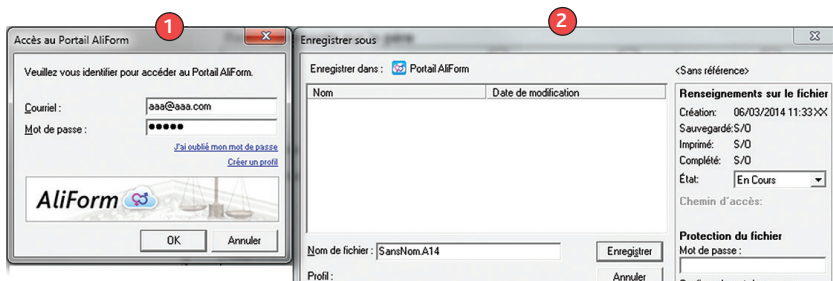 1
Accès au Portail AliForm
Veuillez vous identifier pour accéder au Portail AliForm.
Courriel :
aaa@aaa.com
Mot de passe :
●●●●●
J'ai oublié mon mot de passe
Créer un profil
AliForm
OK
Annuler
2
Enregistrer sous
père
Enregistrer dans : Portail AliForm
Nom
Date de modification
Nom de fichier : SansNom.A14
Enregistrer
Profil :
Annuler
<Sans référence>
Renseignements sur le fichier
Création: 06/03/2014 11:33XX
Sauvegardé:S/O
Imprimé: S/O
Complété: S/O
État: En Cours
Chemin d'accès:
Protection du fichier
Mot de passe :